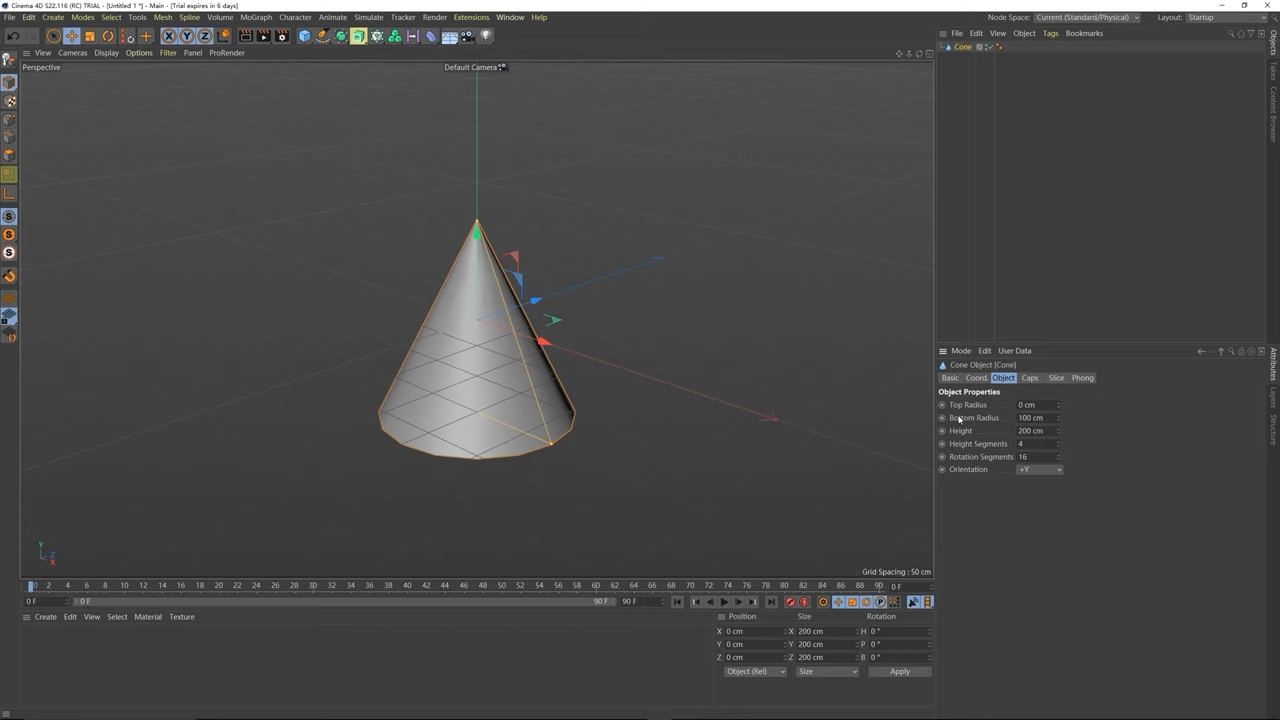 Cinema 4D S22.116 (RC) TRIAL - [Untitled 1 *] - Main - [Trial expires in 6 days]
File Edit Create Modes Select Tools Mesh Spline Volume MoGraph Character Animate Simulate Tracker Render Extensions Window Help
Node Space: Current (Standard/Physical) Layout: Startup
X Y Z
View Cameras Display Options Filter Panel ProRender
File Edit View Object Tags Bookmarks
Perspective
Default Camera
Cone
Objects
Takes
Content Browser
Mode Edit User Data
Cone Object [Cone]
Basic Coord. Object Caps Slice Phong
Object Properties
Top Radius 0 cm
Bottom Radius 100 cm
Height 200 cm
Height Segments 4
Rotation Segments 16
Orientation +Y
Attributes
Layers
Structure
S
S
S
Y
Z
X
Grid Spacing : 50 cm
0 2 4 6 8 10 12 14 16 18 20 22 24 26 28 30 32 34 36 38 40 42 44 46 48 50 52 54 56 58 60 62 64 66 68 70 72 74 76 78 80 82 84 86 88 90 0 F
0 F 0 F 90 F 90 F
P
Create Edit View Select Material Texture
Position Size Rotation
X 0 cm X 200 cm H 0 °
Y 0 cm Y 200 cm P 0 °
Z 0 cm Z 200 cm B 0 °
Object (Rel) Size Apply